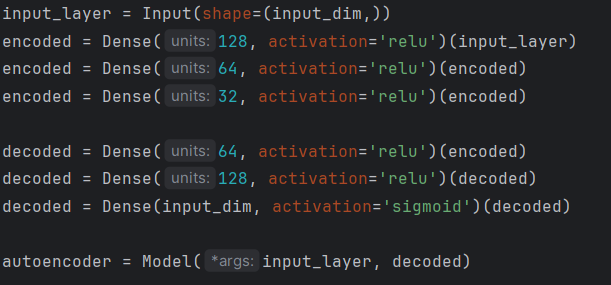 input_layer = Input(shape=(input_dim,))
encoded = Dense( units: 128, activation='relu')(input_layer)
encoded = Dense( units: 64, activation='relu')(encoded)
encoded = Dense( units: 32, activation='relu')(encoded)
decoded = Dense( units: 64, activation='relu')(encoded)
decoded = Dense( units: 128, activation='relu')(decoded)
decoded = Dense(input_dim, activation='sigmoid')(decoded)
autoencoder = Model( *args: input_layer, decoded)